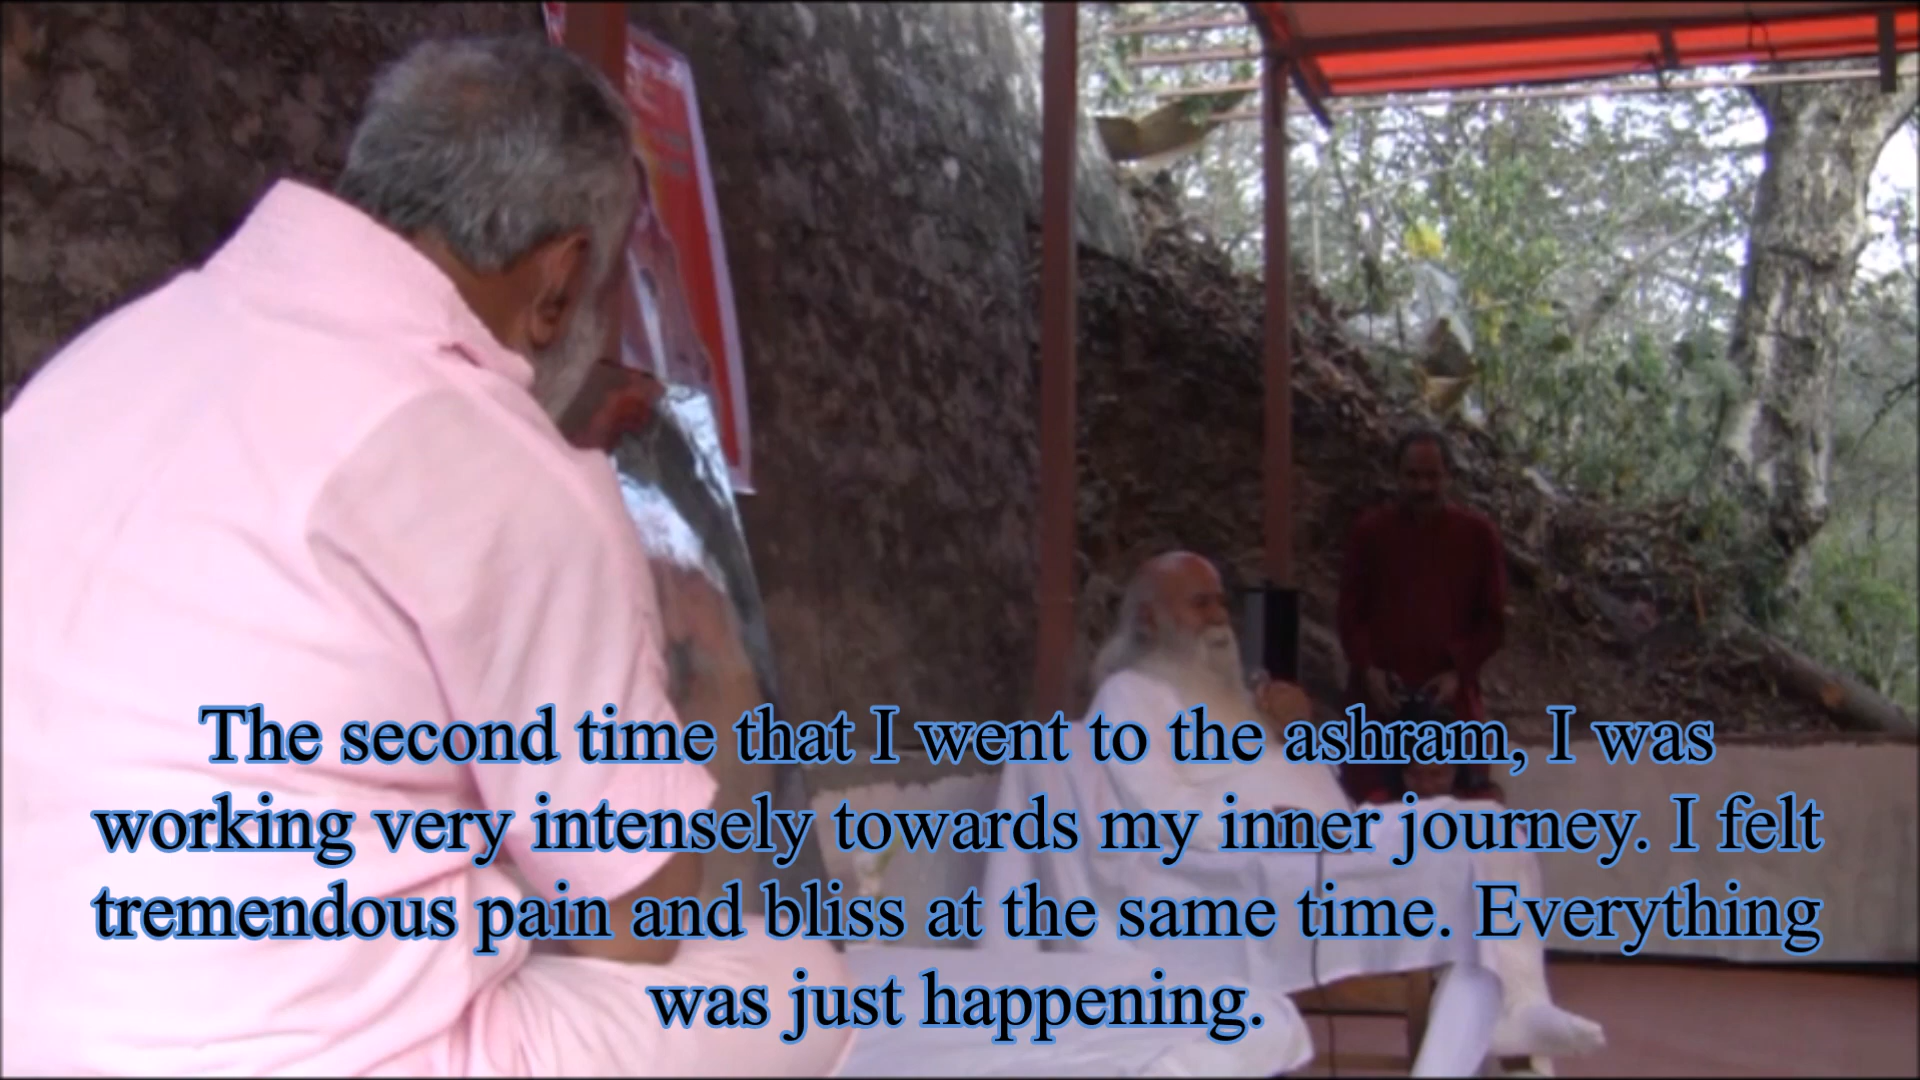 The second time that I went to the ashram, I was
working very intensely towards my inner journey. I felt
tremendous pain and bliss at the same time. Everything
was just happening.